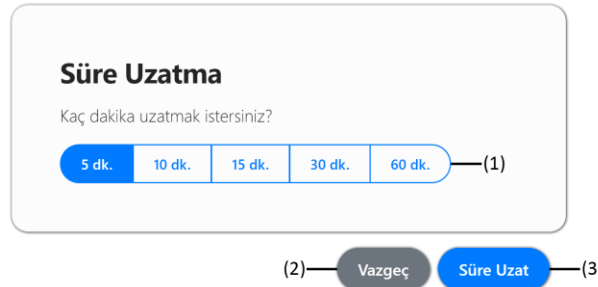 Süre Uzatma
Kaç dakika uzatmak istersiniz?
5 dk. 10 dk. 15 dk. 30 dk. 60 dk. (1)
(2) Vazgeç Süre Uzat (3